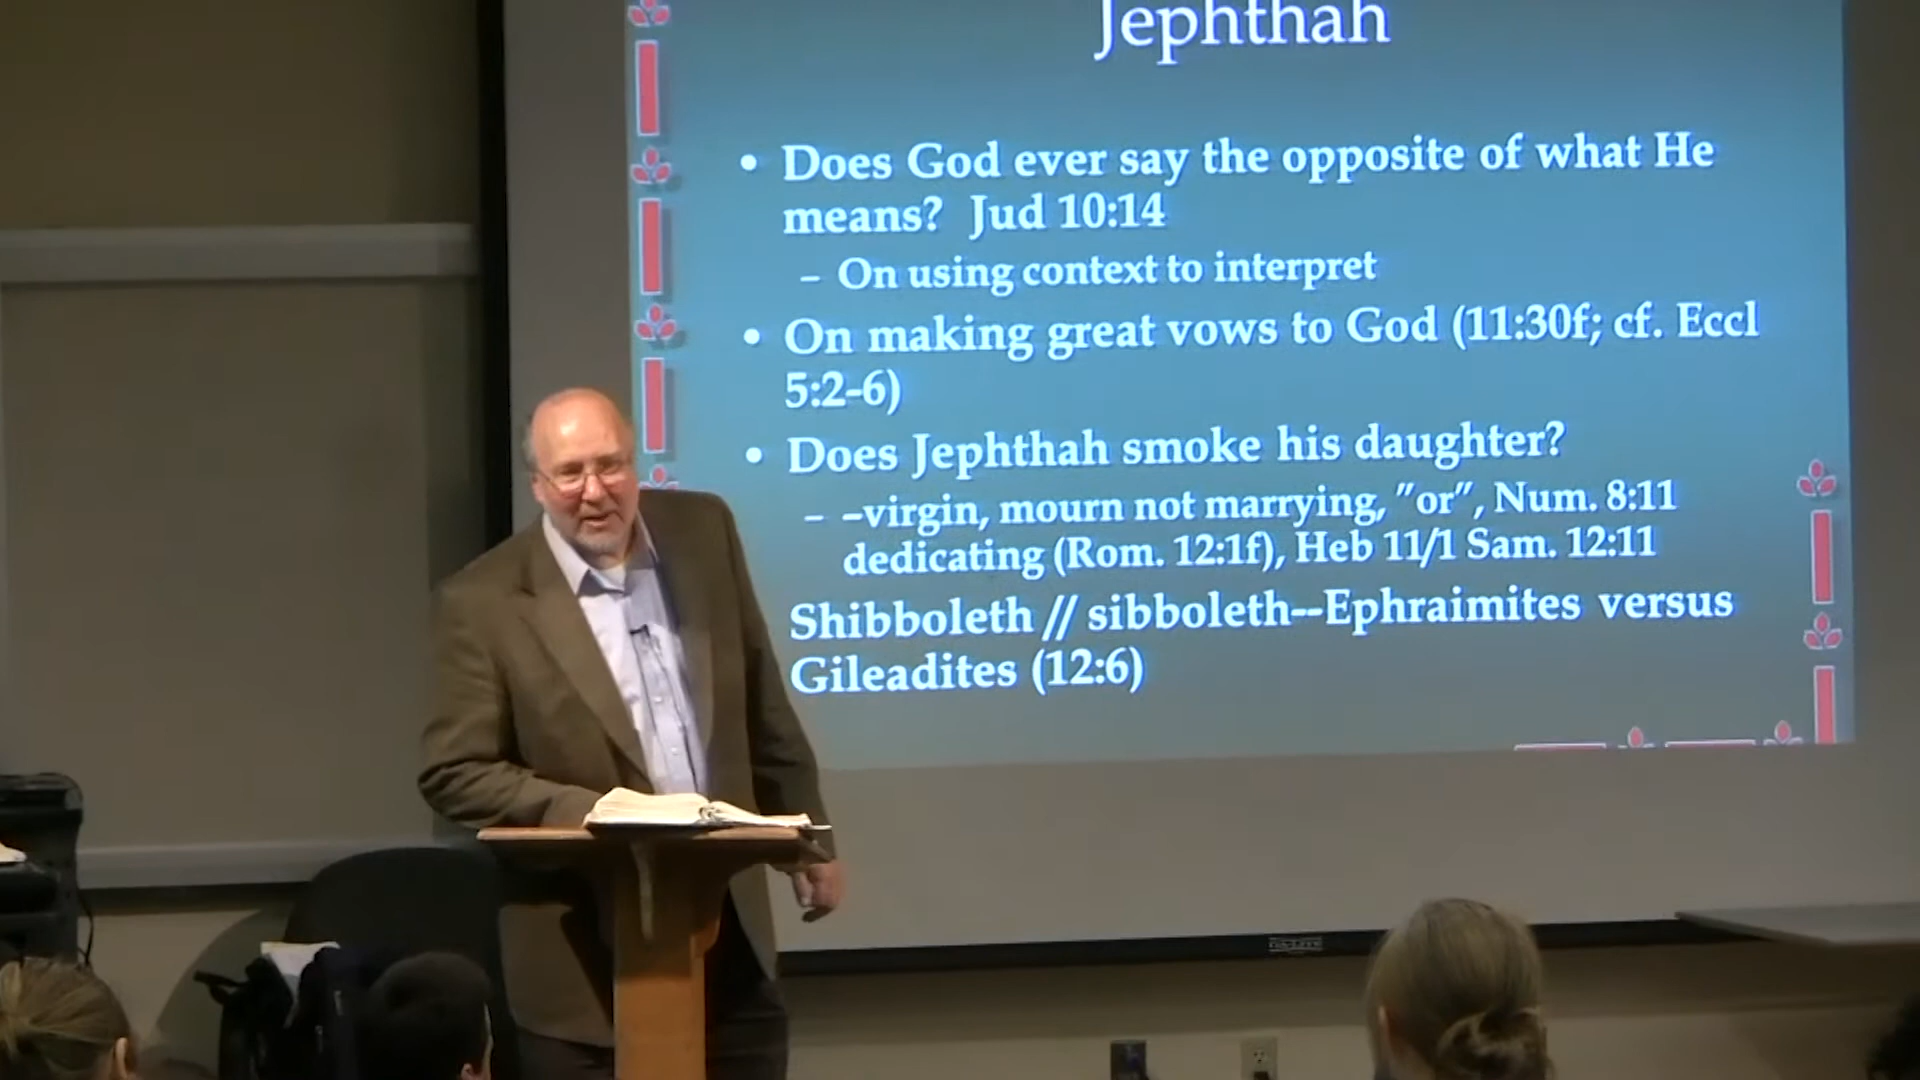 Jephthah
• Does God ever say the opposite of what He
means? Jud 10:14
– On using context to interpret
• On making great vows to God (11:30f; cf. Eccl
5:2-6)
• Does Jephthah smoke his daughter?
– –virgin, mourn not marrying, ”or”, Num. 8:11
dedicating (Rom. 12:1f), Heb 11/1 Sam. 12:11
Shibboleth // sibboleth--Ephraimites versus
Gileadites (12:6)